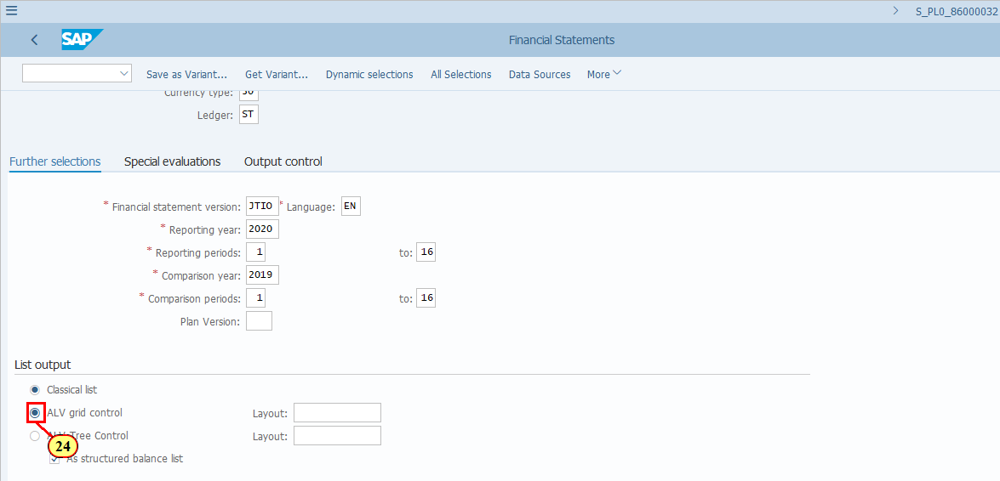 S_PL0_86000032
SAP Financial Statements
Save as Variant... Get Variant... Dynamic selections All Selections Data Sources More
Currency type: 30
Ledger: ST
Further selections Special evaluations Output control
* Financial statement version: JTIO * Language: EN
* Reporting year: 2020
* Reporting periods: 1 to: 16
* Comparison year: 2019
* Comparison periods: 1 to: 16
Plan Version:
List output
Classical list
ALV grid control Layout:
ALV Tree Control Layout:
24
As structured balance list